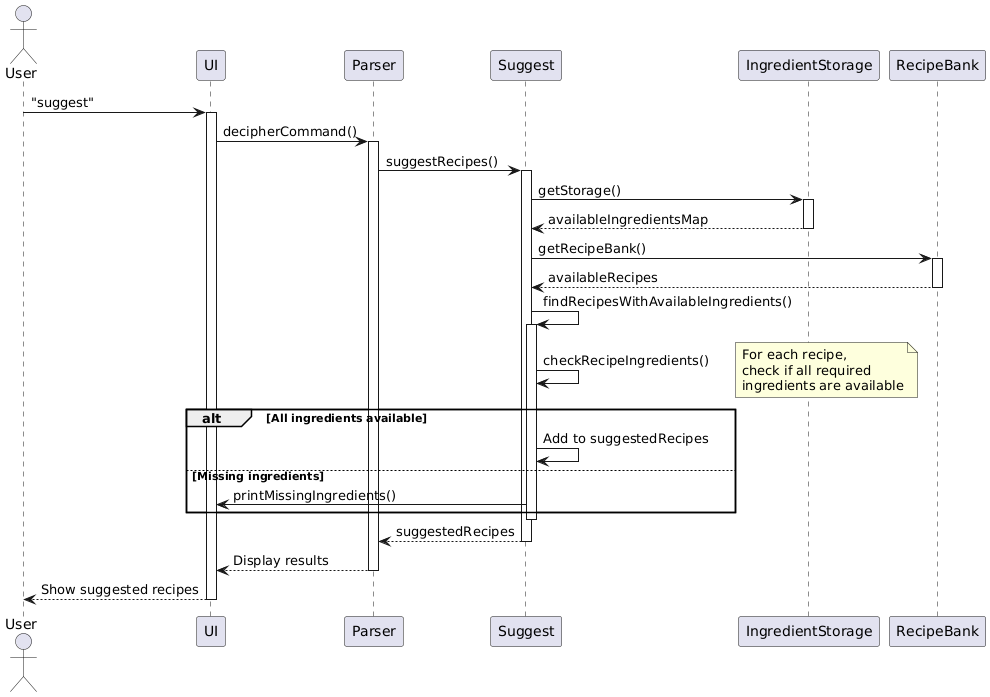 User
UI
Parser
Suggest
IngredientStorage
RecipeBank
"suggest"
decipherCommand()
suggestRecipes()
getStorage()
availableIngredientsMap
getRecipeBank()
availableRecipes
findRecipesWithAvailableIngredients()
checkRecipeIngredients()
For each recipe,
check if all required
ingredients are available
alt
[All ingredients available]
Add to suggestedRecipes
[Missing ingredients]
printMissingIngredients()
suggestedRecipes
Display results
Show suggested recipes
User
UI
Parser
Suggest
IngredientStorage
RecipeBank